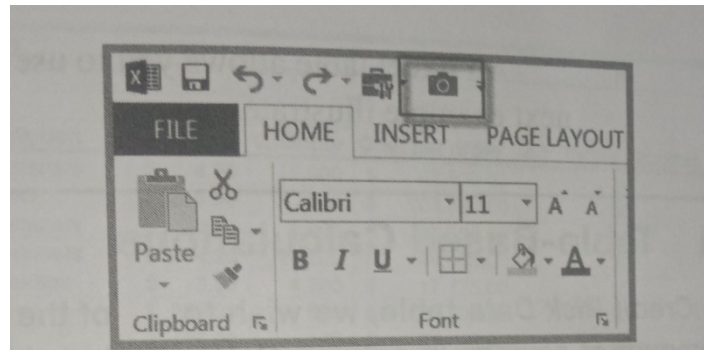 X
FILE HOME INSERT PAGE LAYOUT
Calibri 11 A A
Paste B I U A
Clipboard Font